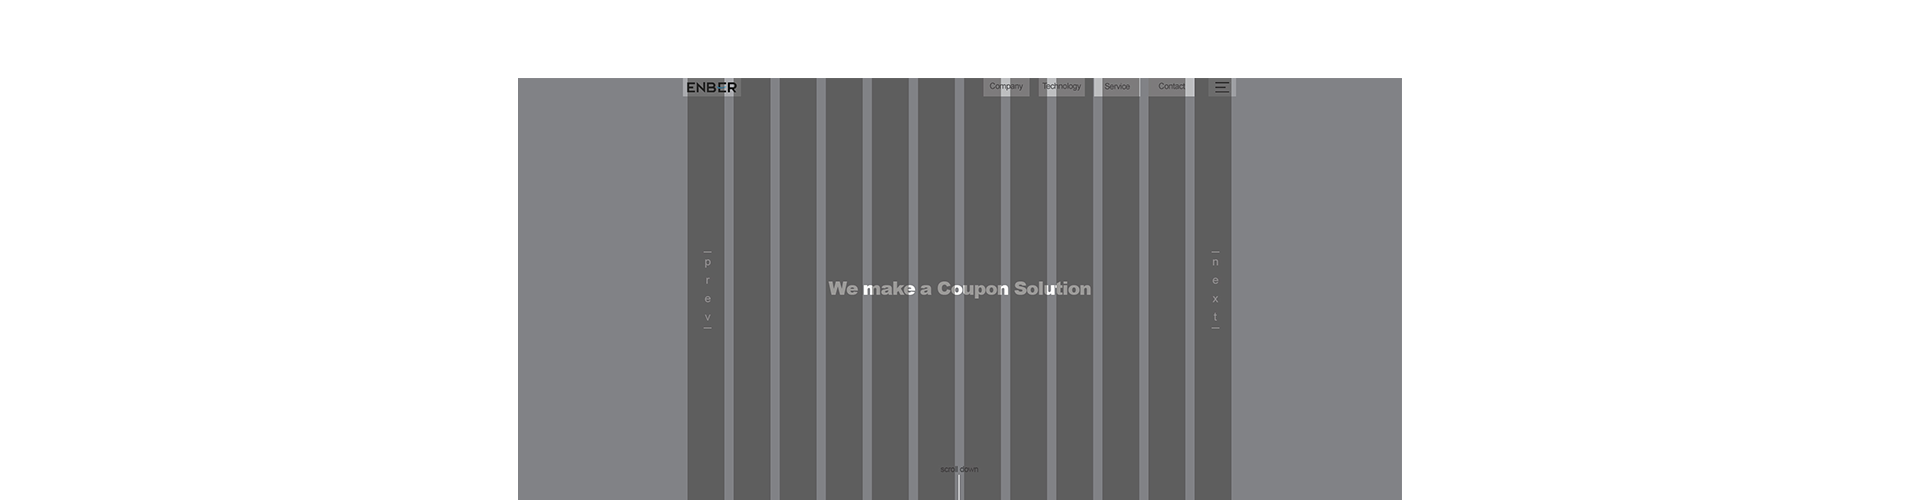 ENBER
Company Technology Service Contact
prev
We make a Coupon Solution
next
scroll down